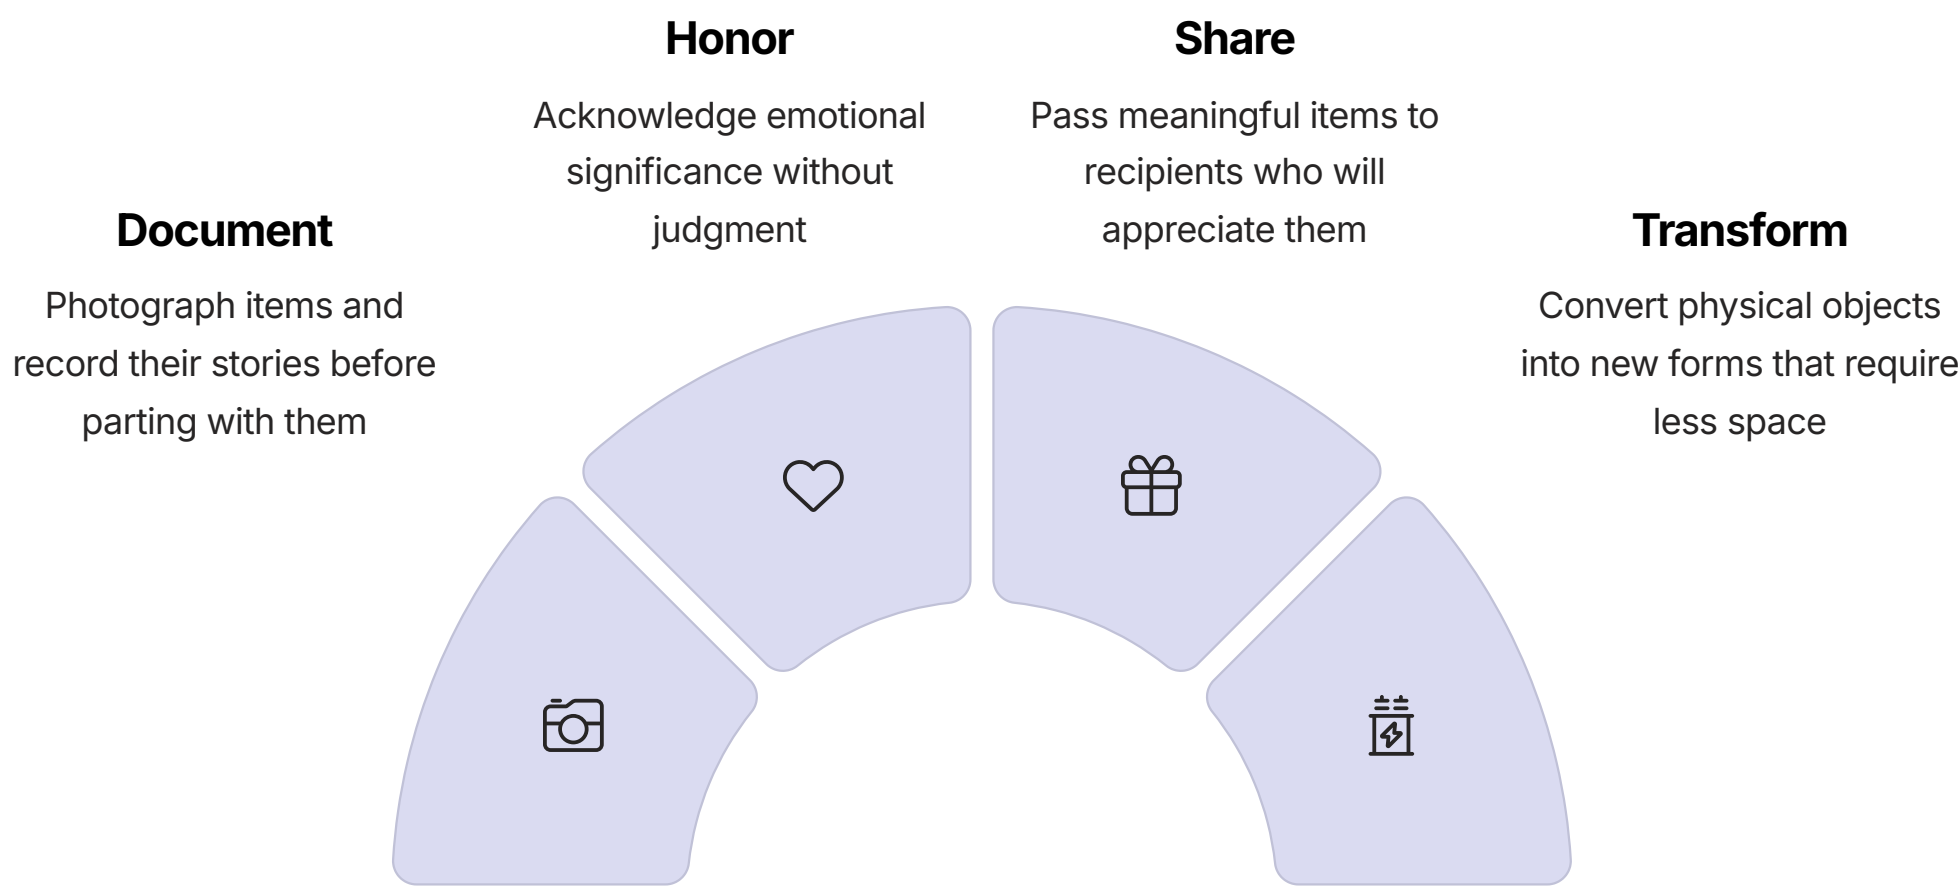 Document
Photograph items and
record their stories before
parting with them
Honor
Acknowledge emotional
significance without
judgment
Share
Pass meaningful items to
recipients who will
appreciate them
Transform
Convert physical objects
into new forms that require
less space